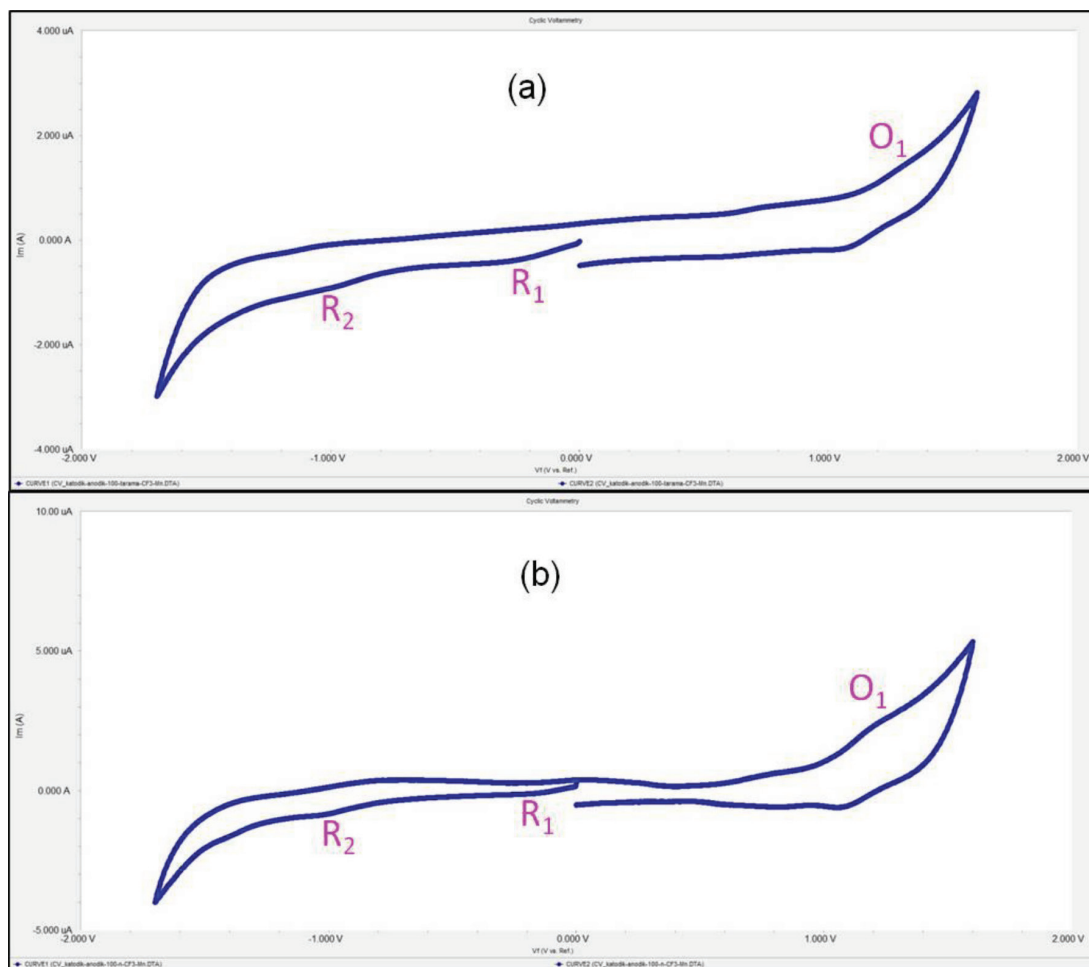 Cyclic Voltammetry
4.000 uA
(a)
2.000 uA
O₁
Im (A)
0.000 A
R₁
R₂
-2.000 uA
-4.000 uA
-2.000 V -1.000 V 0.000 V 1.000 V 2.000 V
Vf (V vs. Ref.)
CURVE1 (CV_katodik-anodik-100-tarama-CF3-Mn.DTA) CURVE2 (CV_katodik-anodik-100-tarama-CF3-Mn.DTA)
Cyclic Voltammetry
10.00 uA
(b)
5.000 uA
O₁
Im (A)
0.000 A
R₁
R₂
-5.000 uA
-2.000 V -1.000 V 0.000 V 1.000 V 2.000 V
Vf (V vs. Ref.)
CURVE1 (CV_katodik-anodik-100-n-CF3-Mn.DTA) CURVE2 (CV_katodik-anodik-100-n-CF3-Mn.DTA)